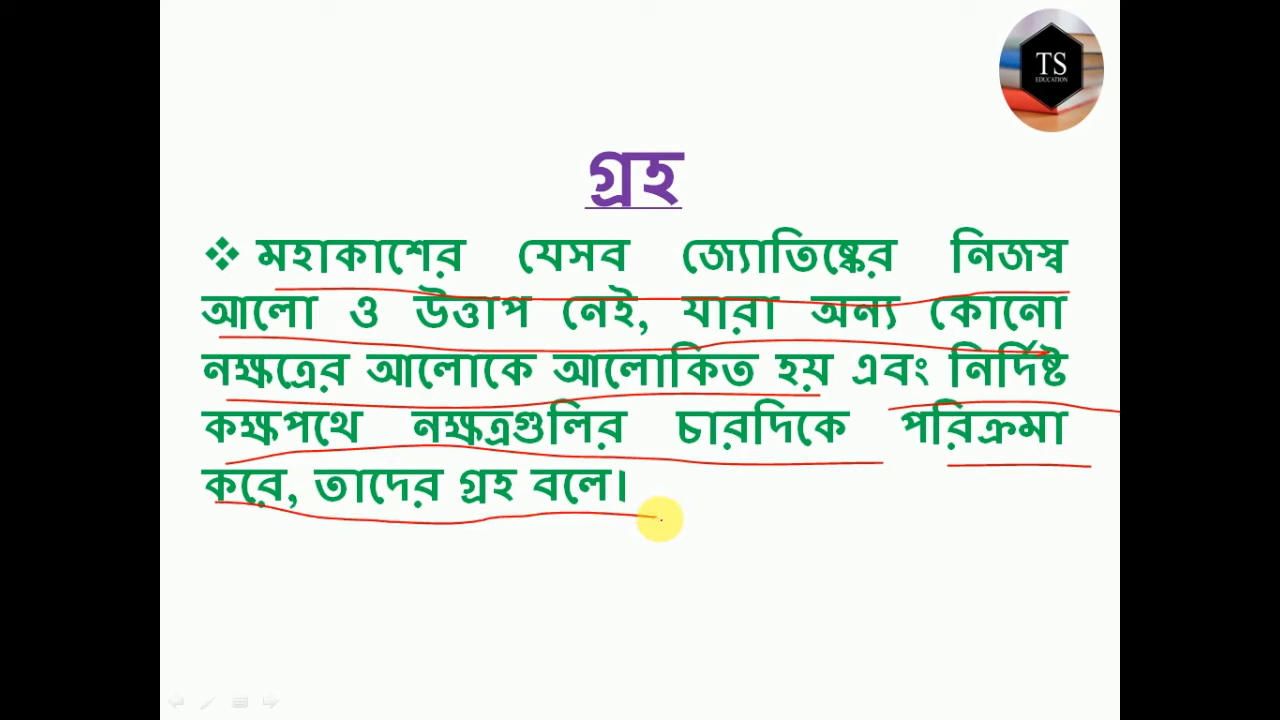 TS
EDUCATION
গ্রহ
❖ মহাকাশের যেসব জ্যোতিষ্কের নিজস্ব
আলো ও উত্তাপ নেই, যারা অন্য কোনো
নক্ষত্রের আলোকে আলোকিত হয় এবং নির্দিষ্ট
কক্ষপথে নক্ষত্রগুলির চারদিকে পরিক্রমা
করে, তাদের গ্রহ বলে।